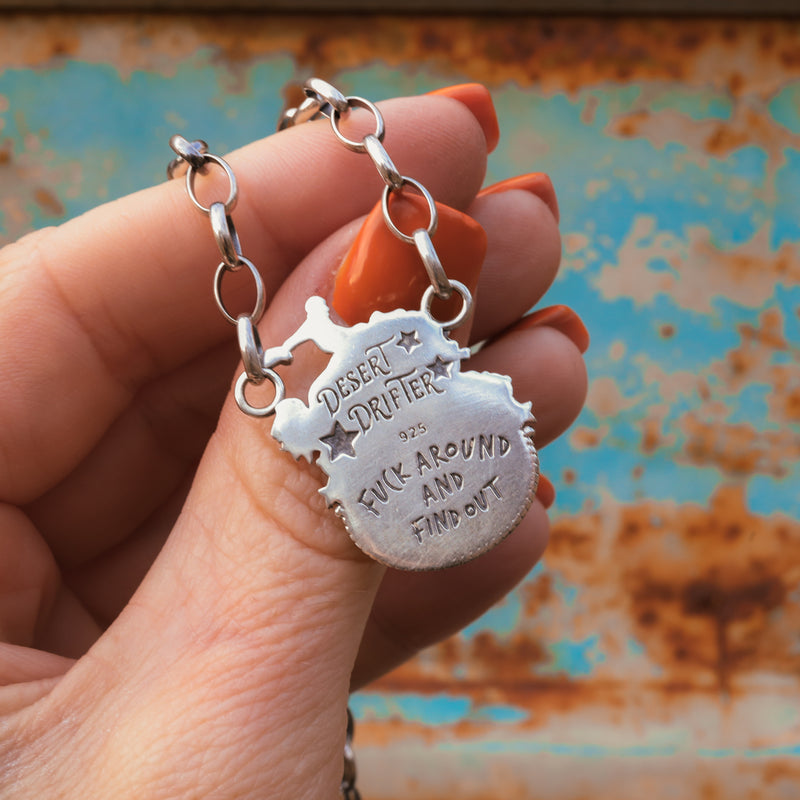 DESERT
DRIFTER
925
FUCK AROUND
AND
FIND OUT